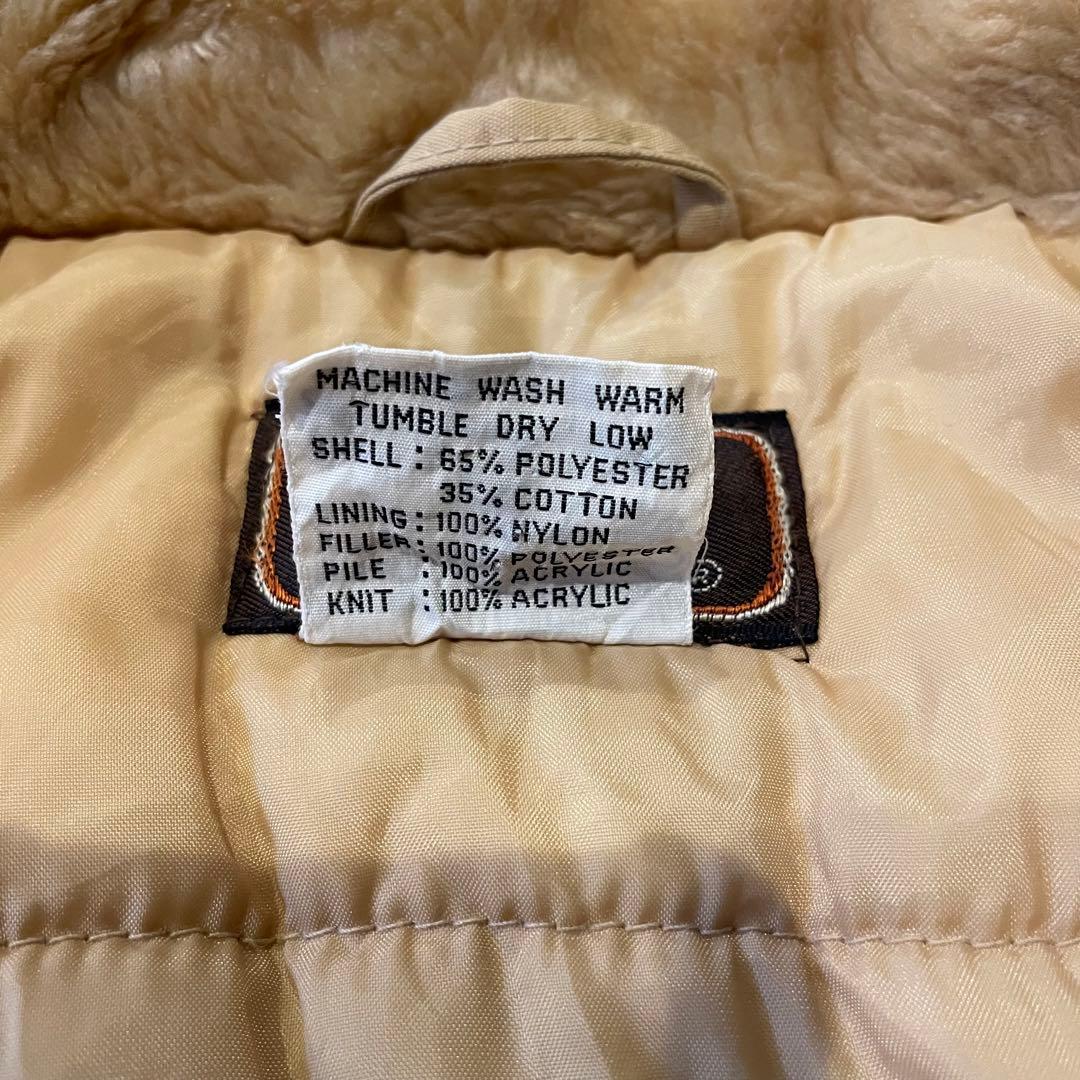 MACHINE WASH WARM
TUMBLE DRY LOW
SHELL : 65% POLYESTER
35% COTTON
LINING : 100% NYLON
FILLER : 100% POLYESTER
PILE : 100% ACRYLIC
KNIT : 100% ACRYLIC
®